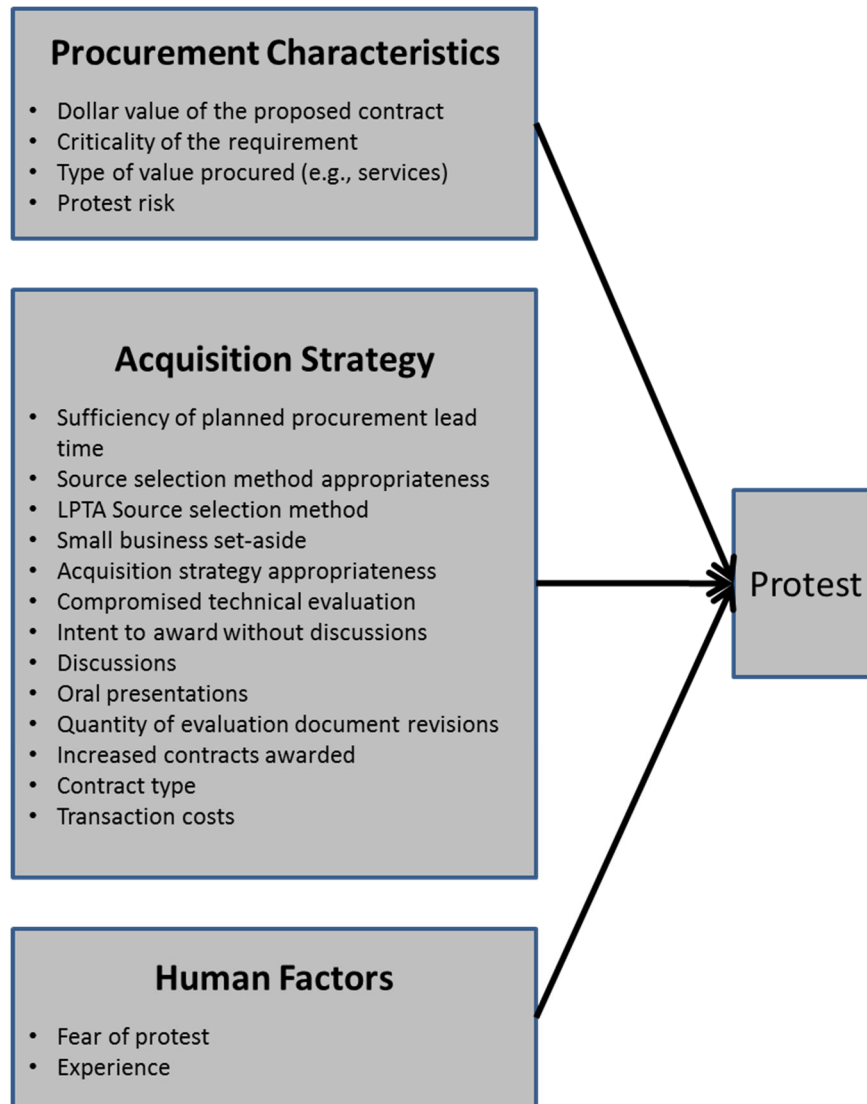 Procurement Characteristics
• Dollar value of the proposed contract
• Criticality of the requirement
• Type of value procured (e.g., services)
• Protest risk
Acquisition Strategy
• Sufficiency of planned procurement lead
time
• Source selection method appropriateness
• LPTA Source selection method
• Small business set-aside
• Acquisition strategy appropriateness
• Compromised technical evaluation
• Intent to award without discussions
• Discussions
• Oral presentations
• Quantity of evaluation document revisions
• Increased contracts awarded
• Contract type
• Transaction costs
Protest
Human Factors
• Fear of protest
• Experience